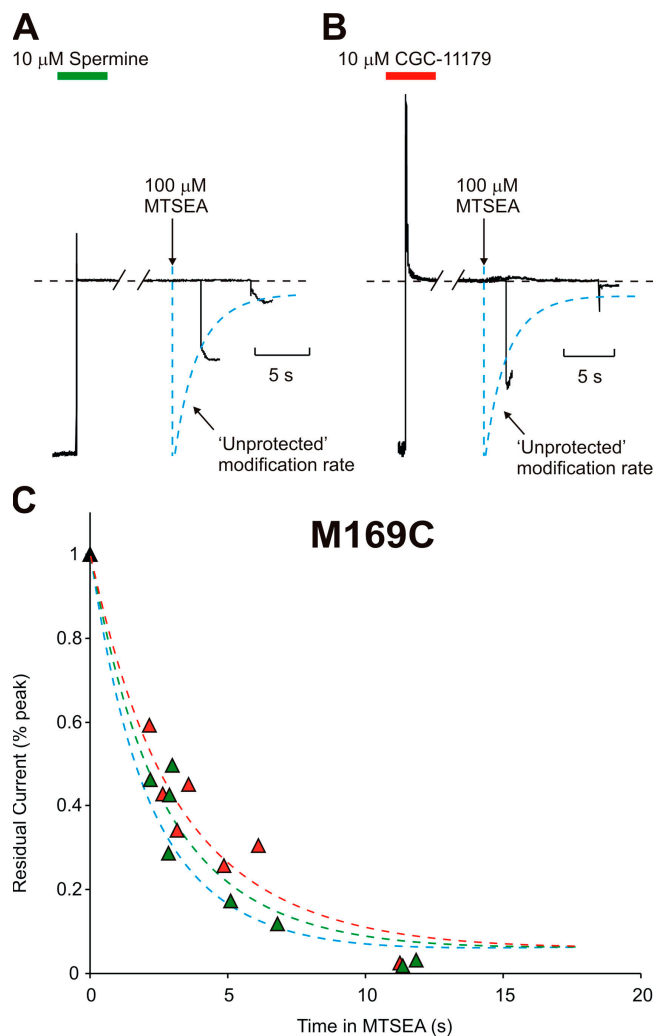 A
10 μM Spermine
100 μM
MTSEA
5 s
'Unprotected'
modification rate
B
10 μM CGC-11179
100 μM
MTSEA
5 s
'Unprotected'
modification rate
C
M169C
Residual Current (% peak)
1
0.8
0.6
0.4
0.2
0
0
5
10
15
20
Time in MTSEA (s)